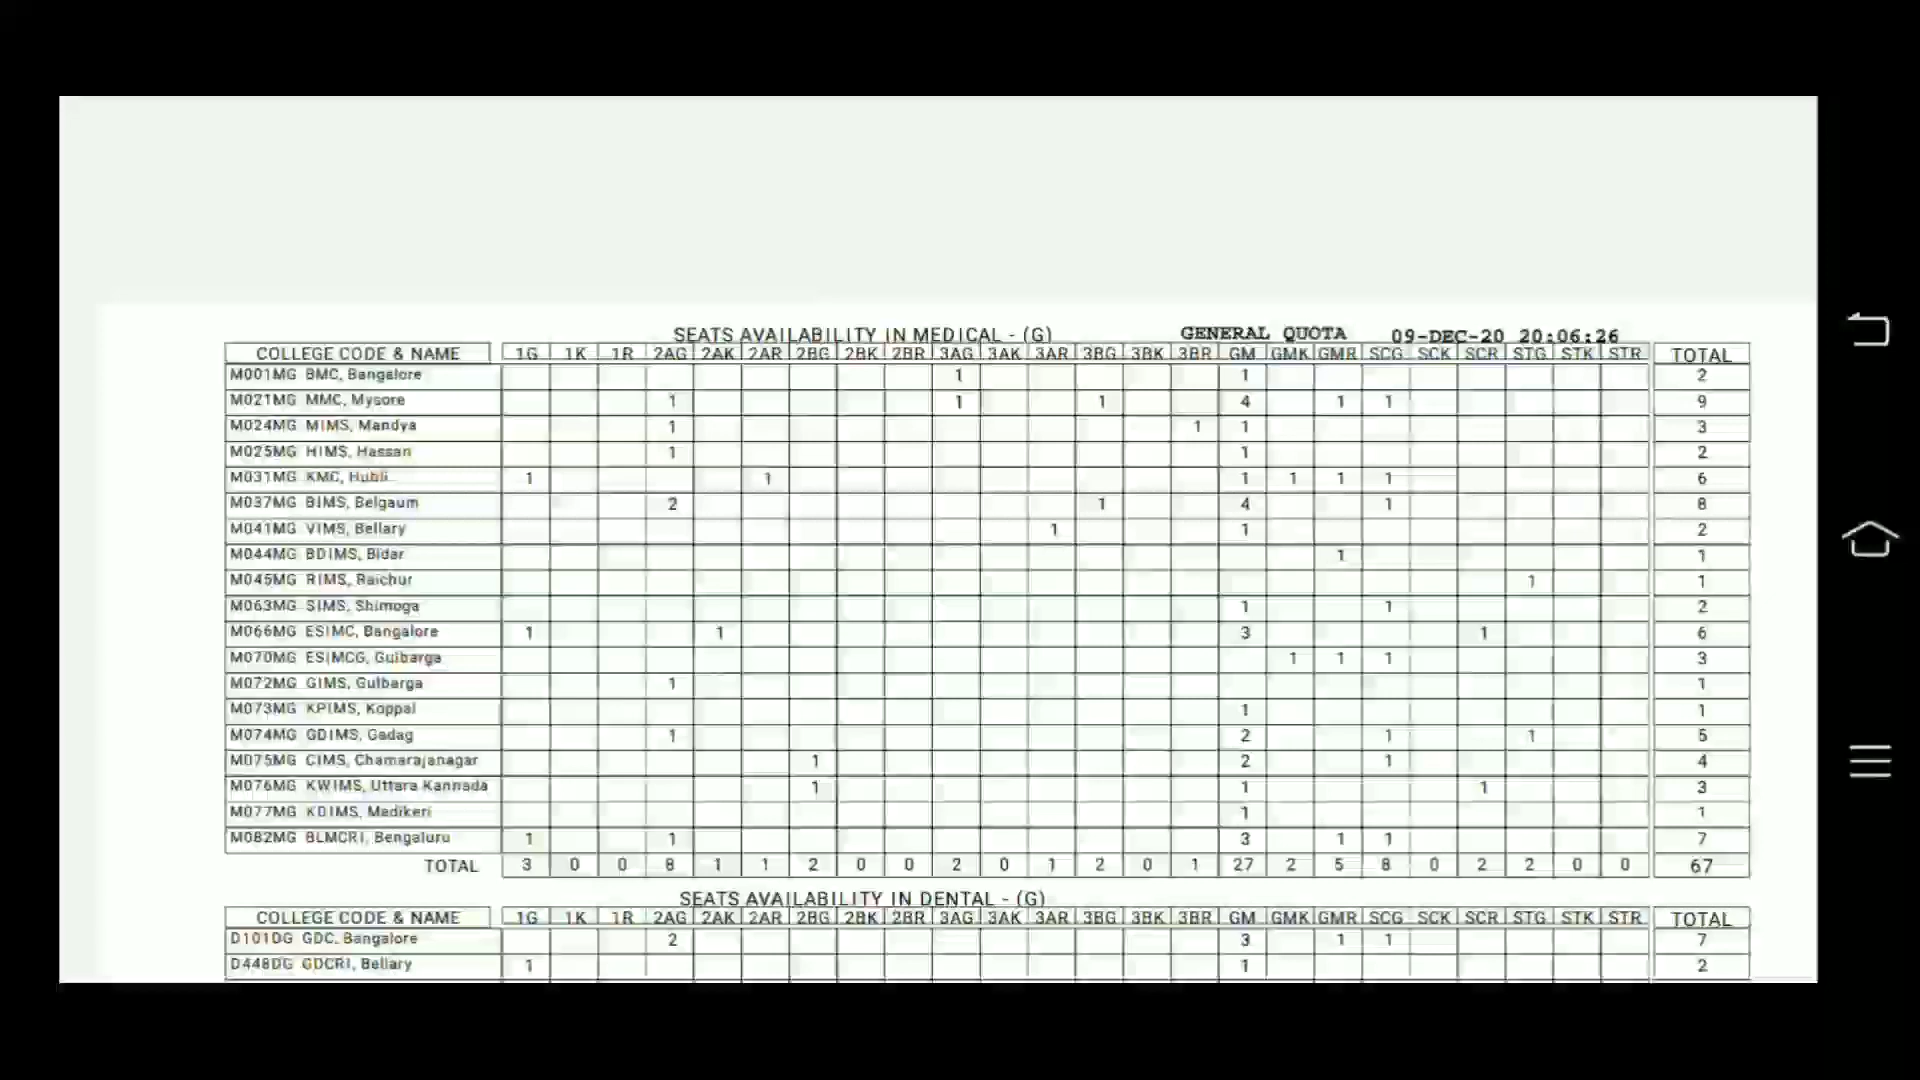 SEATS AVAILABILITY IN MEDICAL - (G) GENERAL QUOTA 09-DEC-20 20:06:26
COLLEGE CODE & NAME 1G 1K 1R 2AG 2AK 2AR 2BG 2BK 2BR 3AG 3AK 3AR 3BG 3BK 3BR GM GMK GMR SCG SCK SCR STG STK STR TOTAL
M001MG BMC, Bangalore 1 1 2
M021MG MMC, Mysore 1 1 1 4 1 1 9
M024MG MIMS, Mandya 1 1 1 3
M025MG HIMS, Hassan 1 1 2
M031MG KMC, Hubli 1 1 1 1 1 1 6
M037MG BIMS, Belgaum 2 1 4 1 8
M041MG VIMS, Bellary 1 1 2
M044MG BDIMS, Bidar 1 1
M045MG RIMS, Raichur 1 1
M063MG SIMS, Shimoga 1 1 2
M066MG ESIMC, Bangalore 1 1 3 1 6
M070MG ESIMCG, Gulbarga 1 1 1 3
M072MG GIMS, Gulbarga 1 1
M073MG KPIMS, Koppal 1 1
M074MG GDIMS, Gadag 1 2 1 1 5
M075MG CIMS, Chamarajanagar 1 2 1 4
M076MG KWIMS, Uttara Kannada 1 1 1 3
M077MG KDIMS, Madikeri 1 1
M082MG BLMCRI, Bengaluru 1 1 3 1 1 7
TOTAL 3 0 0 8 1 1 2 0 0 2 0 1 2 0 1 27 2 5 8 0 2 2 0 0 67
SEATS AVAILABILITY IN DENTAL - (G)
COLLEGE CODE & NAME 1G 1K 1R 2AG 2AK 2AR 2BG 2BK 2BR 3AG 3AK 3AR 3BG 3BK 3BR GM GMK GMR SCG SCK SCR STG STK STR TOTAL
D101DG GDC, Bangalore 2 3 1 1 7
D448DG GDCRI, Bellary 1 1 2